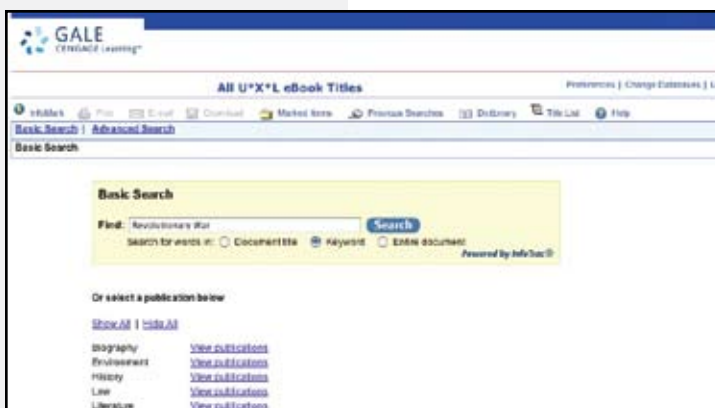 GALE
CENGAGE Learning™
All U*X*L eBook Titles
Preferences | Change Databases | L
InfoMark Print E-mail Download Marked Items Previous Searches Dictionary Title List Help
Basic Search | Advanced Search
Basic Search
Basic Search
Find: Revolutionary War Search
Search for words in: Document title Keyword Entire document
Powered by InfoTrac®
Or select a publication below
Show All | Hide All
Biography View publications
Environment View publications
History View publications
Law View publications
Literature View publications